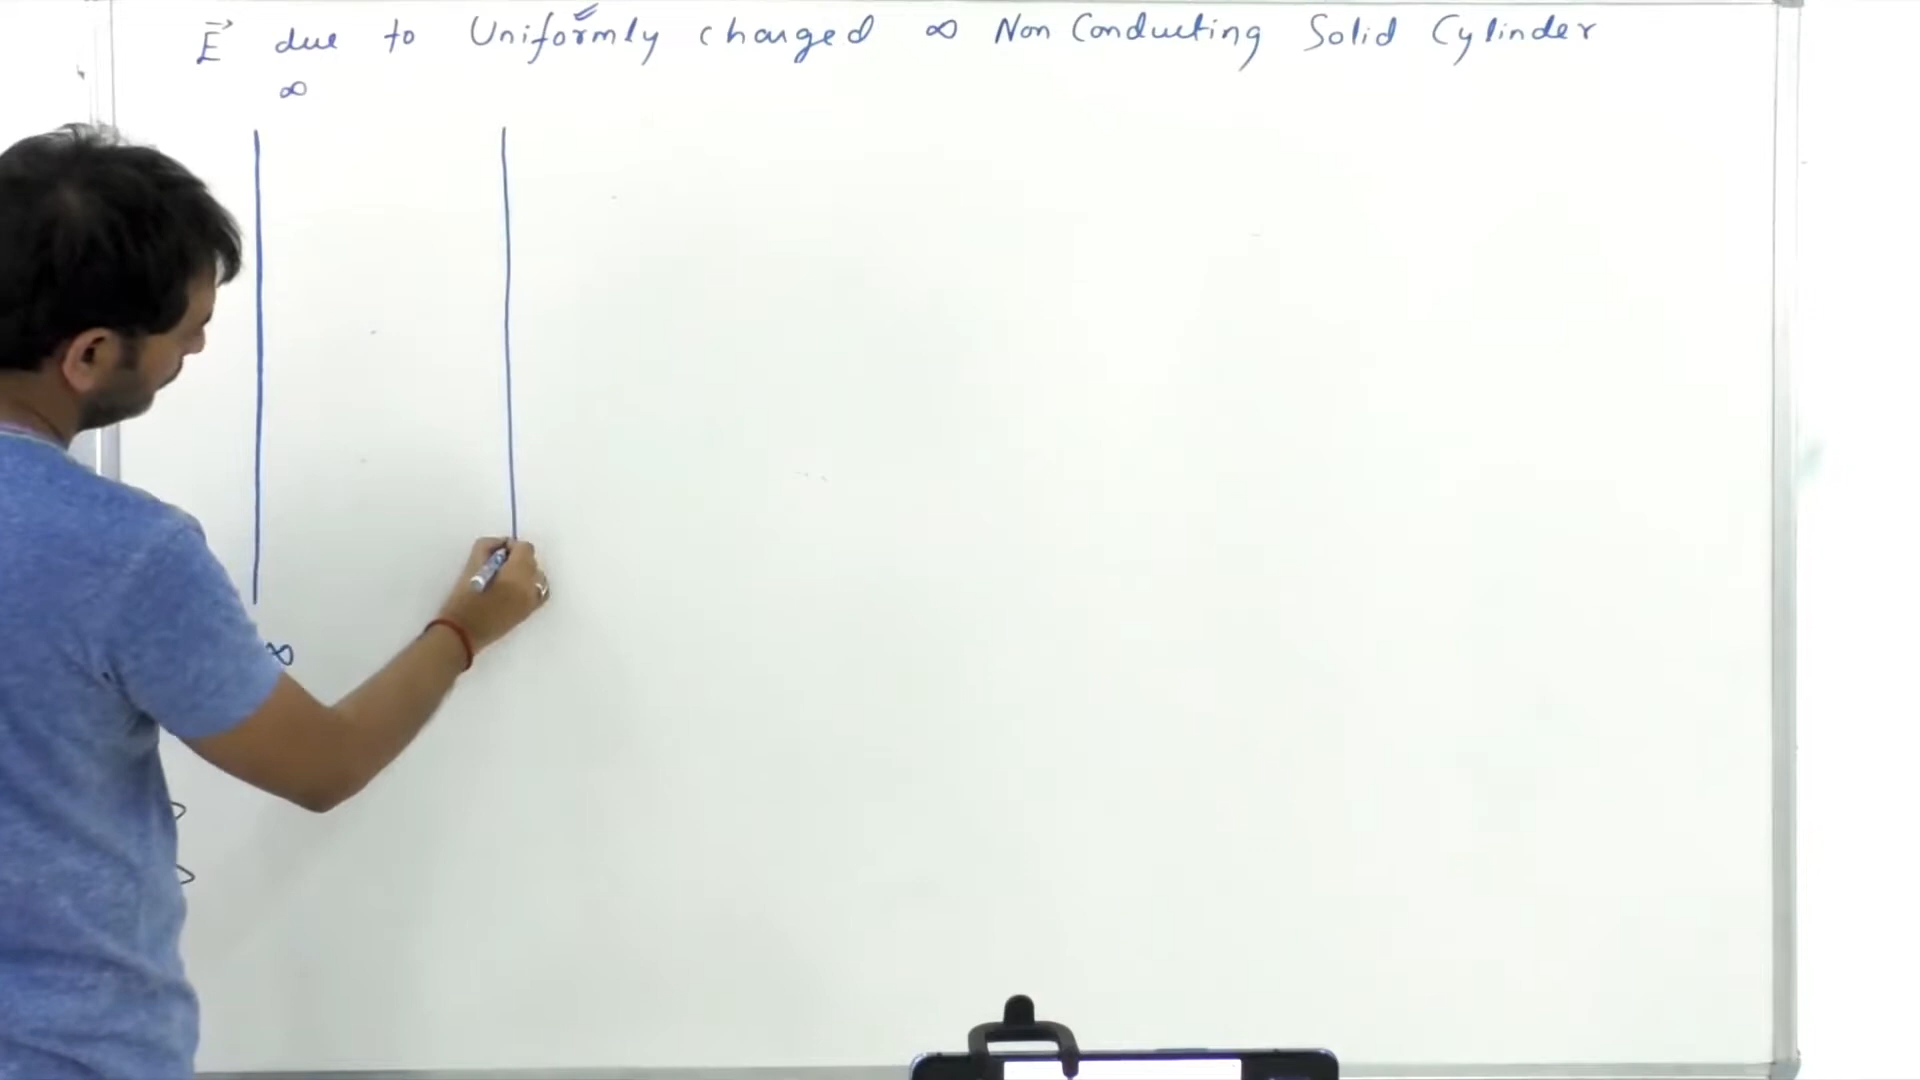 E⃗ due to Uniformly charged ∞ Non Conducting Solid Cylinder
∞
∞